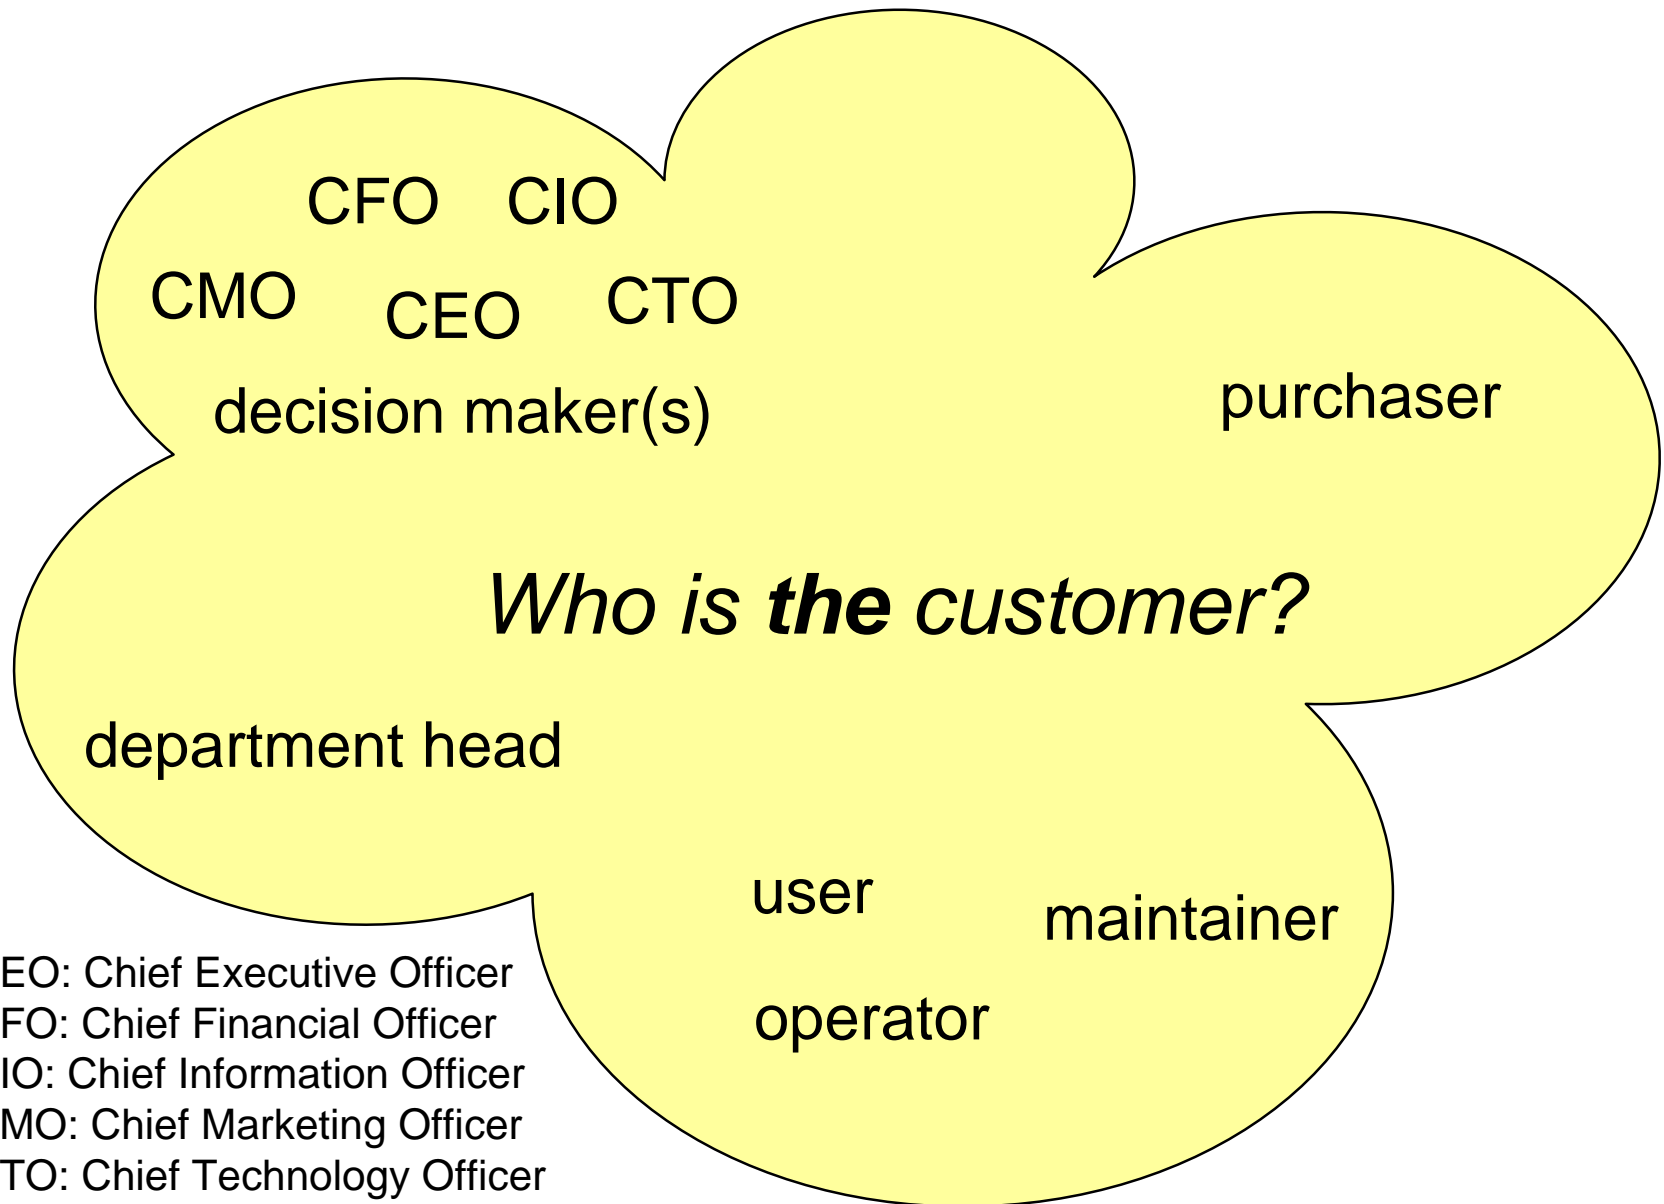 CFO CIO
CMO CEO CTO
decision maker(s)
purchaser
Who is the customer?
department head
user
maintainer
operator
EO: Chief Executive Officer
FO: Chief Financial Officer
IO: Chief Information Officer
MO: Chief Marketing Officer
TO: Chief Technology Officer